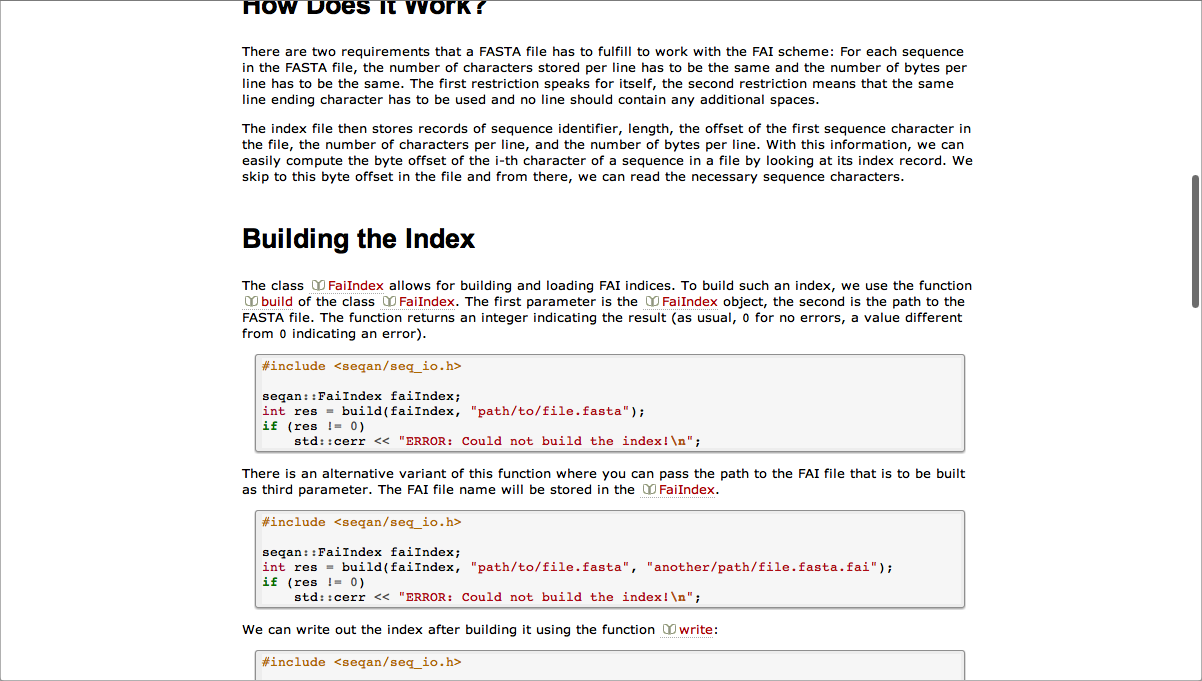 How Does It Work?
There are two requirements that a FASTA file has to fulfill to work with the FAI scheme: For each sequence
in the FASTA file, the number of characters stored per line has to be the same and the number of bytes per
line has to be the same. The first restriction speaks for itself, the second restriction means that the same
line ending character has to be used and no line should contain any additional spaces.
The index file then stores records of sequence identifier, length, the offset of the first sequence character in
the file, the number of characters per line, and the number of bytes per line. With this information, we can
easily compute the byte offset of the i-th character of a sequence in a file by looking at its index record. We
skip to this byte offset in the file and from there, we can read the necessary sequence characters.
Building the Index
The class FaiIndex allows for building and loading FAI indices. To build such an index, we use the function
build of the class FaiIndex. The first parameter is the FaiIndex object, the second is the path to the
FASTA file. The function returns an integer indicating the result (as usual, 0 for no errors, a value different
from 0 indicating an error).
#include <seqan/seq_io.h>
seqan::FaiIndex faiIndex;
int res = build(faiIndex, "path/to/file.fasta");
if (res != 0)
    std::cerr << "ERROR: Could not build the index!\n";
There is an alternative variant of this function where you can pass the path to the FAI file that is to be built
as third parameter. The FAI file name will be stored in the FaiIndex.
#include <seqan/seq_io.h>
seqan::FaiIndex faiIndex;
int res = build(faiIndex, "path/to/file.fasta", "another/path/file.fasta.fai");
if (res != 0)
    std::cerr << "ERROR: Could not build the index!\n";
We can write out the index after building it using the function write:
#include <seqan/seq_io.h>